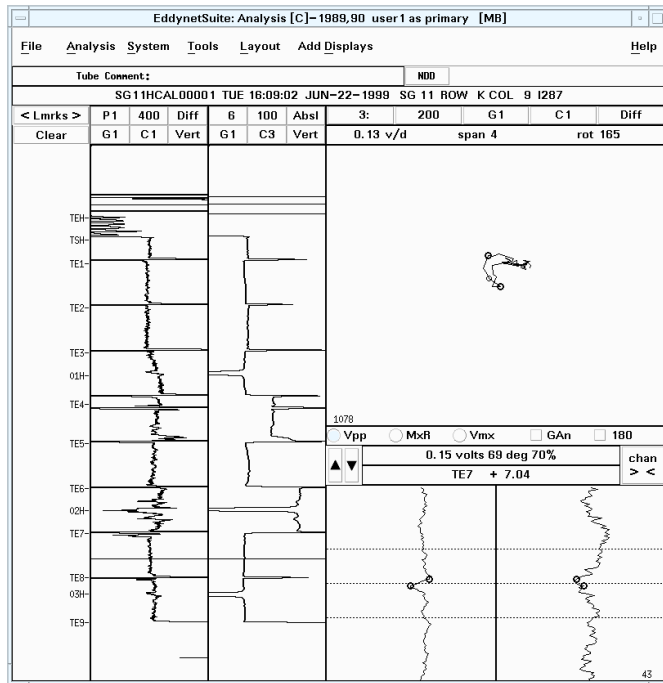 EddynetSuite: Analysis [C]-1989,90 user1 as primary [MB]
File Analysis System Tools Layout Add Displays Help
Tube Comment: NDD
SG11HCAL00001 TUE 16:09:02 JUN-22-1999 SG 11 ROW K COL 9 I287
< Lmrks > P1 400 Diff 6 100 Absl 3: 200 G1 C1 Diff
Clear G1 C1 Vert G1 C3 Vert 0.13 v/d span 4 rot 165
TEH
TSH
TE1
TE2
TE3
01H
TE4
TE5
TE6
02H
TE7
TE8
03H
TE9
1078
Vpp MxR Vmx GAn 180
0.15 volts 69 deg 70% chan
TE7 + 7.04 > <
43